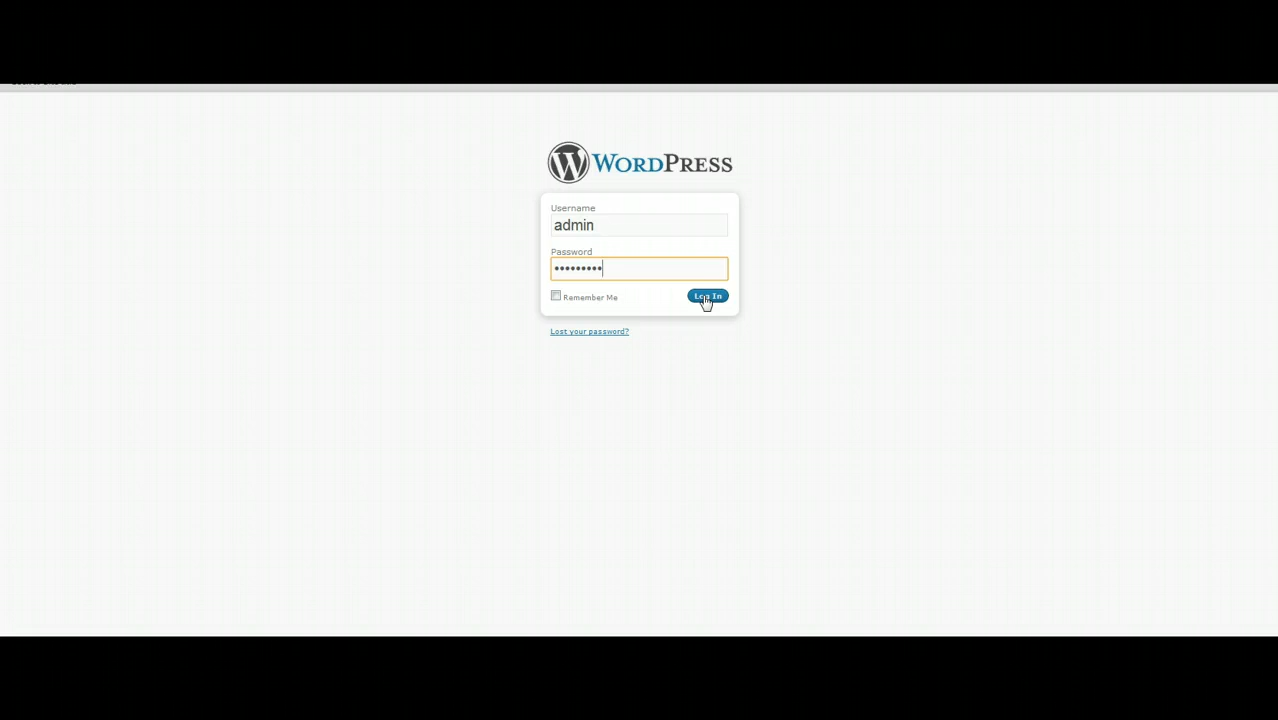 WORDPRESS
Username
admin
Password
•••••••••
Remember Me
Log In
Lost your password?